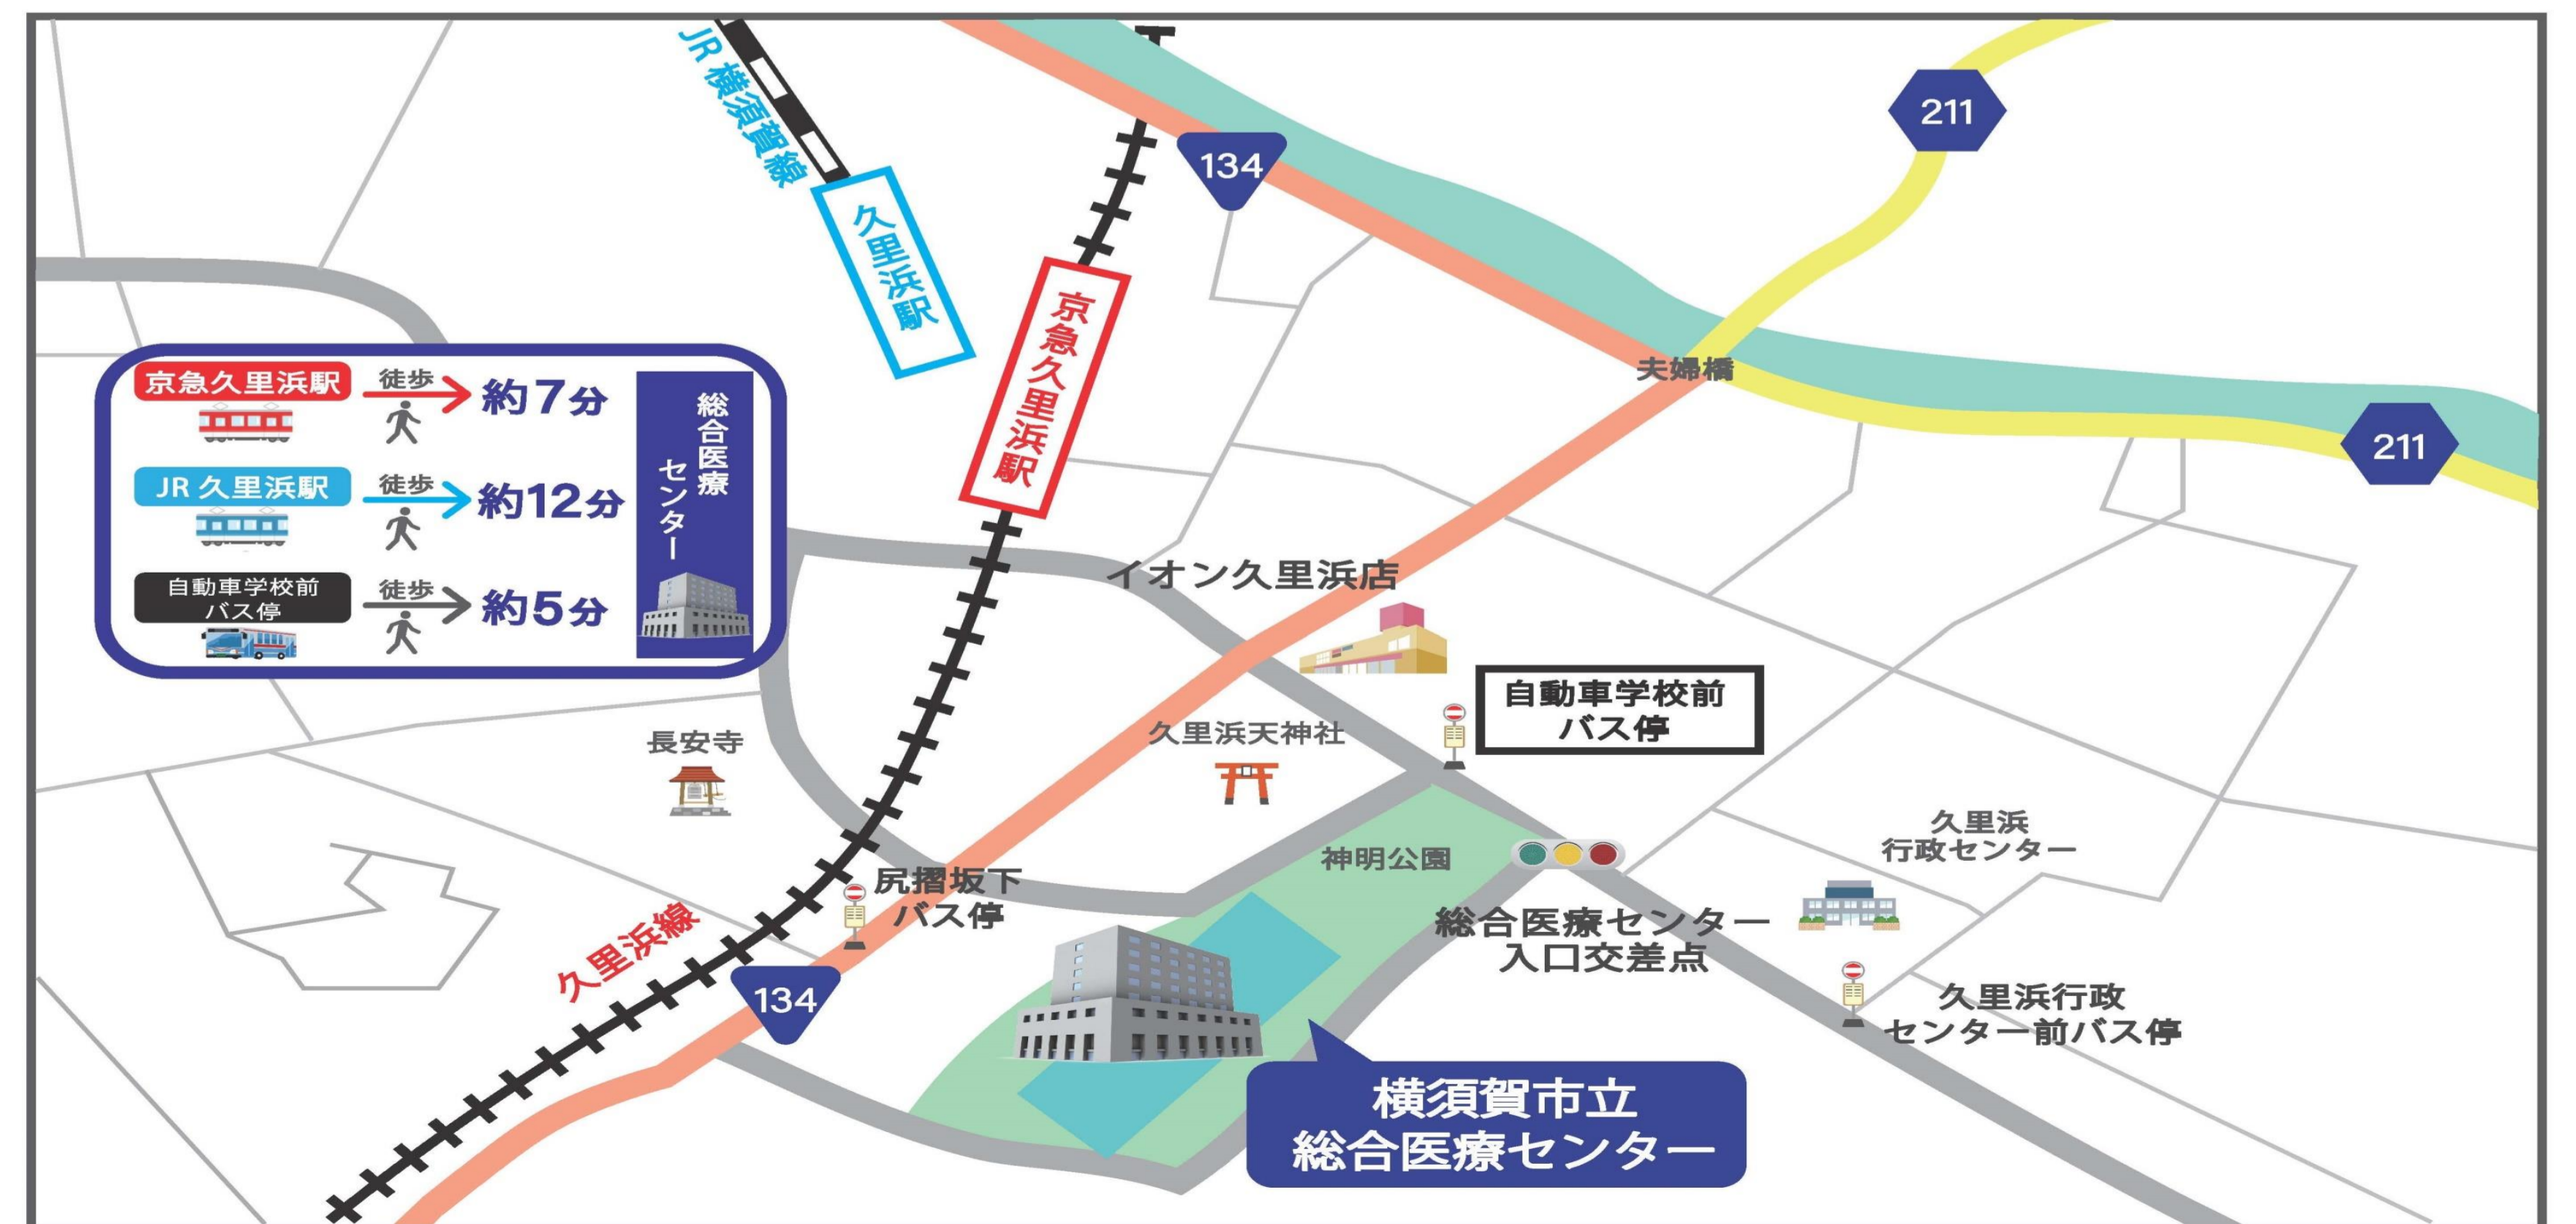 JR 横須賀線
久里浜駅
134
211
京急久里浜駅
夫婦橋
211
京急久里浜駅
徒歩
約7分
JR 久里浜駅
徒歩
約12分
自動車学校前
バス停
徒歩
約5分
総合医療
センター
イオン久里浜店
自動車学校前
バス停
長安寺
久里浜天神社
神明公園
久里浜
行政センター
尻摺坂下
バス停
総合医療センター
入口交差点
久里浜線
134
久里浜行政
センター前バス停
横須賀市立
総合医療センター